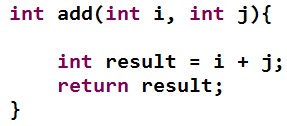 int add(int i, int j){
    int result = i + j;
    return result;
}